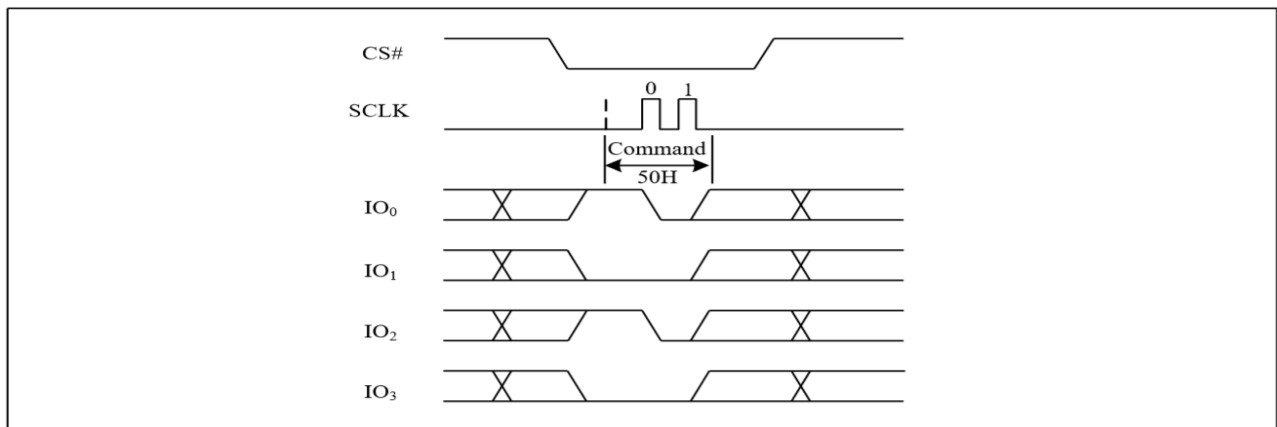 CS#
0 1
SCLK
Command
50H
IO₀
IO₁
IO₂
IO₃